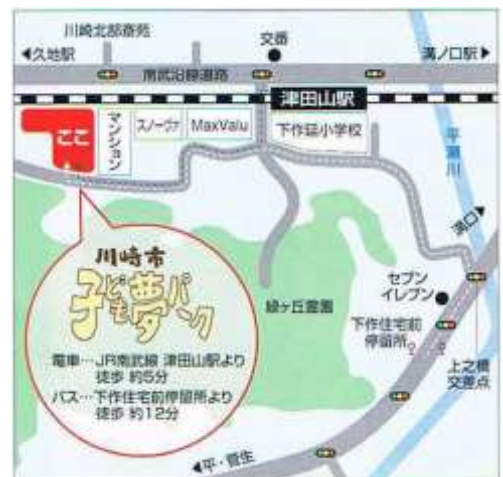 川崎北部斎苑
交番
◀久地駅
溝ノ口駅▶
南武沿線道路
津田山駅
ここ
マンション
スノーヴァ
MaxValu
下作延小学校
平瀬川
溝口▶
川崎市
子ども夢パーク
電車…JR南武線 津田山駅より
徒歩 約5分
バス…下作住宅前停留所より
徒歩 約12分
緑ヶ丘霊園
セブン
イレブン
下作住宅前
停留所
上之橋
交差点
◀平・菅生